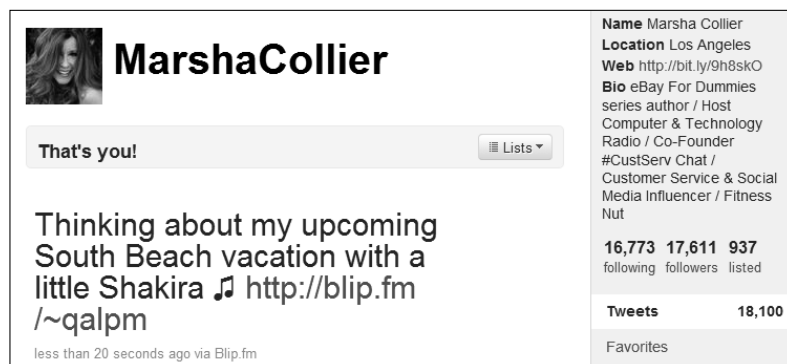 MarshaCollier
That's you!
Lists
Thinking about my upcoming
South Beach vacation with a
little Shakira ♫ http://blip.fm
/~qalpm
less than 20 seconds ago via Blip.fm
Name Marsha Collier
Location Los Angeles
Web http://bit.ly/9h8skO
Bio eBay For Dummies
series author / Host
Computer & Technology
Radio / Co-Founder
#CustServ Chat /
Customer Service & Social
Media Influencer / Fitness
Nut
16,773 17,611 937
following followers listed
Tweets 18,100
Favorites